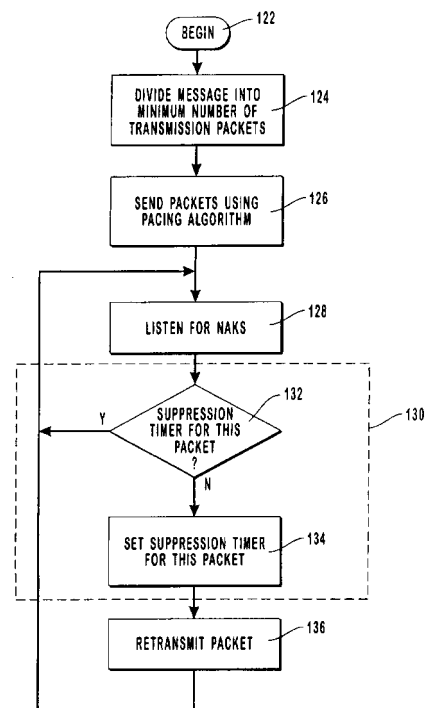 BEGIN
122
DIVIDE MESSAGE INTO
MINIMUM NUMBER OF
TRANSMISSION PACKETS
124
SEND PACKETS USING
PACING ALGORITHM
126
LISTEN FOR NAKS
128
SUPPRESSION
TIMER FOR THIS
PACKET
?
132
130
Y
N
SET SUPPRESSION TIMER
FOR THIS PACKET
134
RETRANSMIT PACKET
136